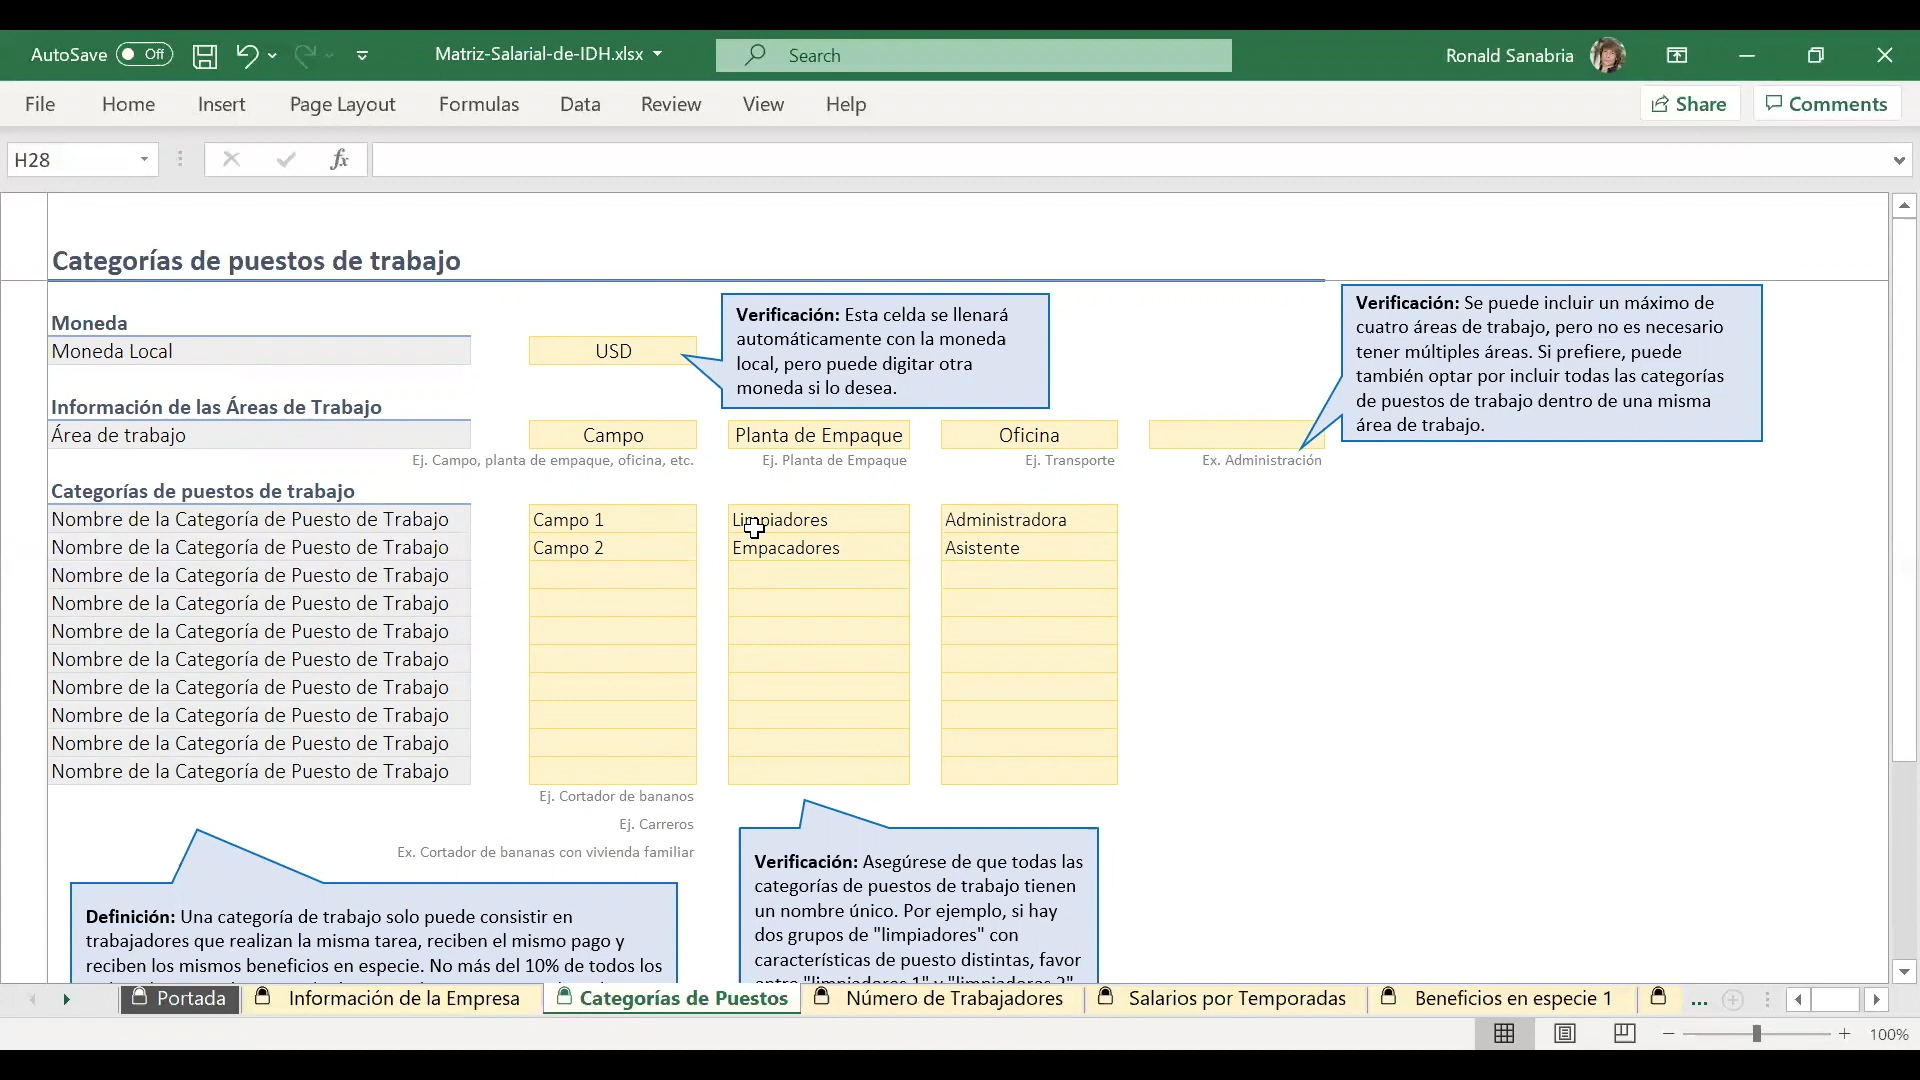 AutoSave Off Matriz-Salarial-de-IDH.xlsx Search Ronald Sanabria
File Home Insert Page Layout Formulas Data Review View Help Share Comments
H28 fx
Categorías de puestos de trabajo
Moneda
Moneda Local USD
Verificación: Esta celda se llenará
automáticamente con la moneda
local, pero puede digitar otra
moneda si lo desea.
Verificación: Se puede incluir un máximo de
cuatro áreas de trabajo, pero no es necesario
tener múltiples áreas. Si prefiere, puede
también optar por incluir todas las categorías
de puestos de trabajo dentro de una misma
área de trabajo.
Información de las Áreas de Trabajo
Área de trabajo Campo Planta de Empaque Oficina
Ej. Campo, planta de empaque, oficina, etc. Ej. Planta de Empaque Ej. Transporte Ex. Administración
Categorías de puestos de trabajo
Nombre de la Categoría de Puesto de Trabajo Campo 1 Limpiadores Administradora
Nombre de la Categoría de Puesto de Trabajo Campo 2 Empacadores Asistente
Nombre de la Categoría de Puesto de Trabajo
Nombre de la Categoría de Puesto de Trabajo
Nombre de la Categoría de Puesto de Trabajo
Nombre de la Categoría de Puesto de Trabajo
Nombre de la Categoría de Puesto de Trabajo
Nombre de la Categoría de Puesto de Trabajo
Nombre de la Categoría de Puesto de Trabajo
Nombre de la Categoría de Puesto de Trabajo
Ej. Cortador de bananos
Ej. Carreros
Ex. Cortador de bananas con vivienda familiar
Definición: Una categoría de trabajo solo puede consistir en
trabajadores que realizan la misma tarea, reciben el mismo pago y
reciben los mismos beneficios en especie. No más del 10% de todos los
Verificación: Asegúrese de que todas las
categorías de puestos de trabajo tienen
un nombre único. Por ejemplo, si hay
dos grupos de "limpiadores" con
características de puesto distintas, favor
entre "limpiadores 1" y "limpiadores 2"
Portada Información de la Empresa Categorías de Puestos Número de Trabajadores Salarios por Temporadas Beneficios en especie 1 ...
100%